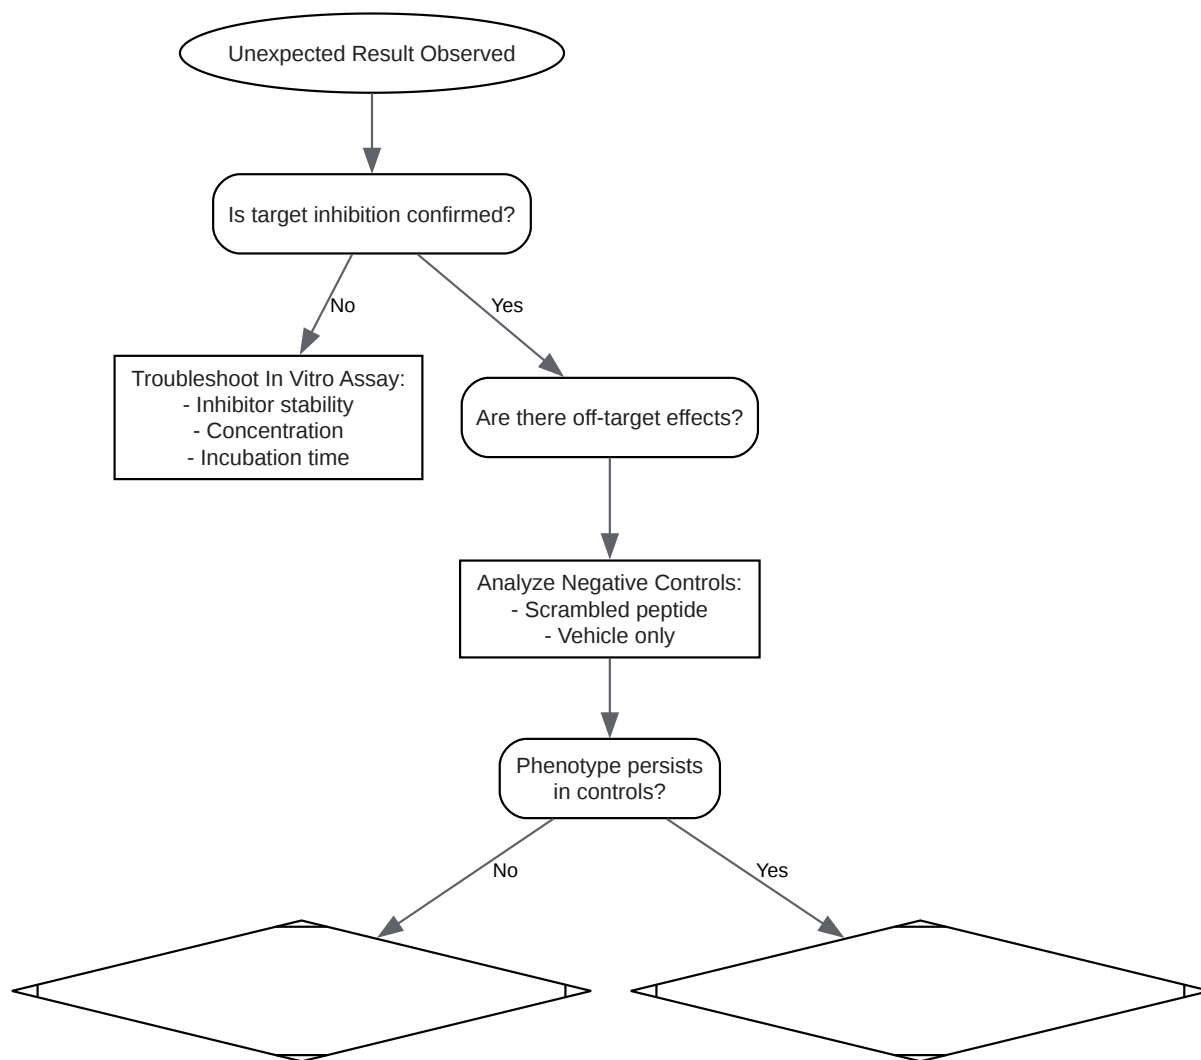 Unexpected Result Observed
Is target inhibition confirmed?
No
Yes
Troubleshoot In Vitro Assay:
- Inhibitor stability
- Concentration
- Incubation time
Are there off-target effects?
Analyze Negative Controls:
- Scrambled peptide
- Vehicle only
Phenotype persists
in controls?
No
Yes